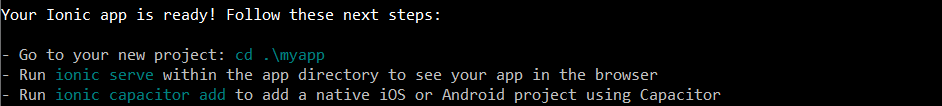 Your Ionic app is ready! Follow these next steps:
- Go to your new project: cd .\myapp
- Run ionic serve within the app directory to see your app in the browser
- Run ionic capacitor add to add a native iOS or Android project using Capacitor